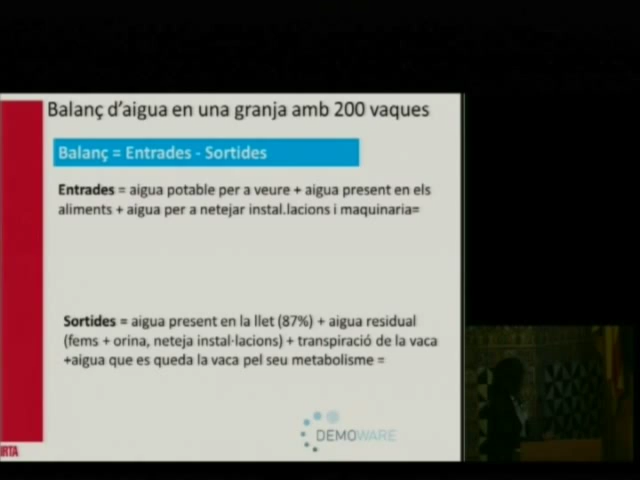 Balanç d'aigua en una granja amb 200 vaques
Balanç = Entrades - Sortides
Entrades = aigua potable per a veure + aigua present en els
aliments + aigua per a netejar instal.lacions i maquinaria=
Sortides = aigua present en la llet (87%) + aigua residual
(fems + orina, neteja instal·lacions) + transpiració de la vaca
+aigua que es queda la vaca pel seu metabolisme =
DEMOWARE
IRTA